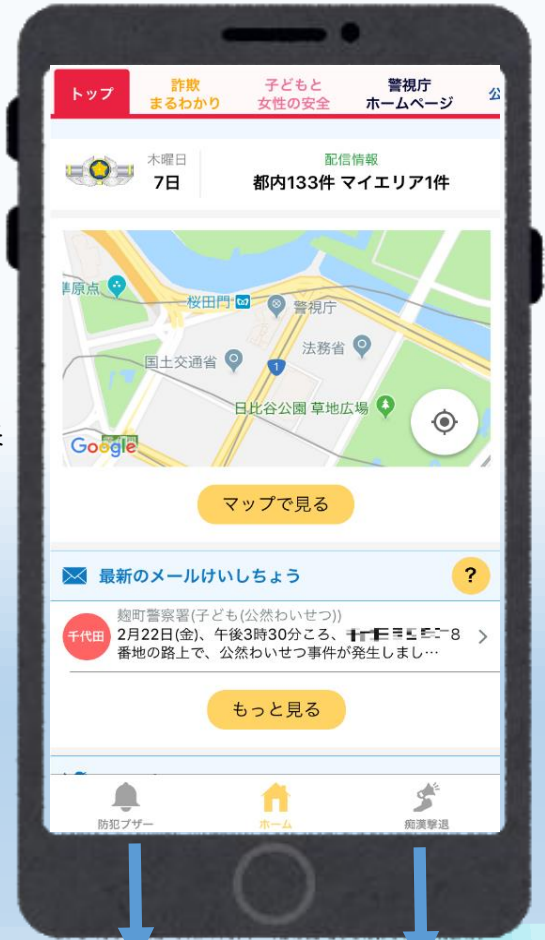 トップ
詐欺
まるわかり
子どもと
女性の安全
警視庁
ホームページ
公
木曜日
7日
配信情報
都内133件 マイエリア1件
準原点
桜田門
警視庁
法務省
国土交通省
1
日比谷公園 草地広場
Google
マップで見る
最新のメールけいしちょう
?
麹町警察署(子ども(公然わいせつ))
千代田
2月22日(金)、午後3時30分ころ、
8
番地の路上で、公然わいせつ事件が発生しまし…
もっと見る
防犯ブザー
ホーム
痴漢撃退